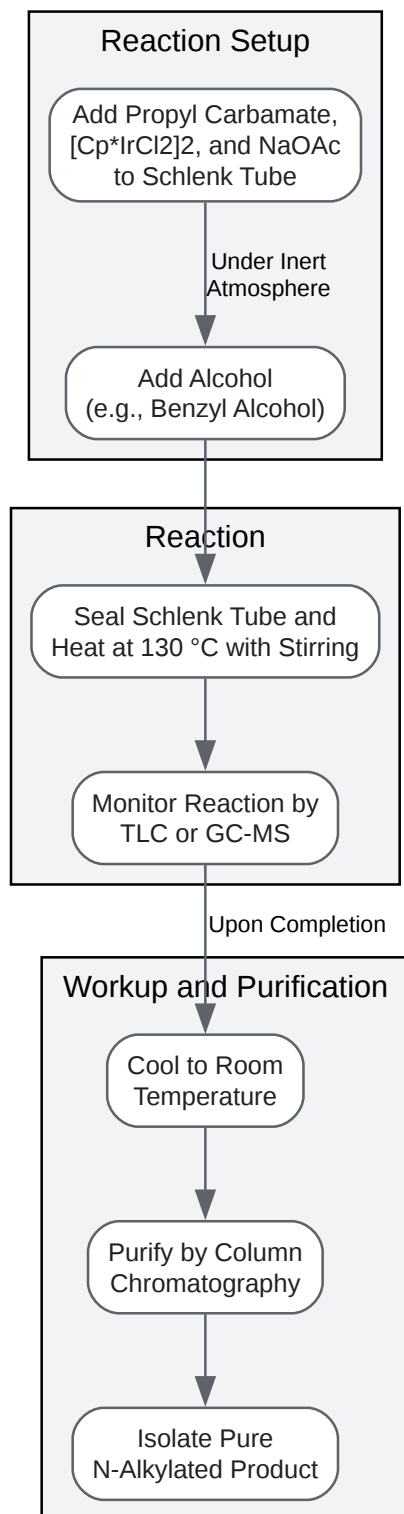 Reaction Setup
Add Propyl Carbamate,
[Cp*IrCl2]2, and NaOAc
to Schlenk Tube
Under Inert
Atmosphere
Add Alcohol
(e.g., Benzyl Alcohol)
Reaction
Seal Schlenk Tube and
Heat at 130 °C with Stirring
Monitor Reaction by
TLC or GC-MS
Upon Completion
Workup and Purification
Cool to Room
Temperature
Purify by Column
Chromatography
Isolate Pure
N-Alkylated Product